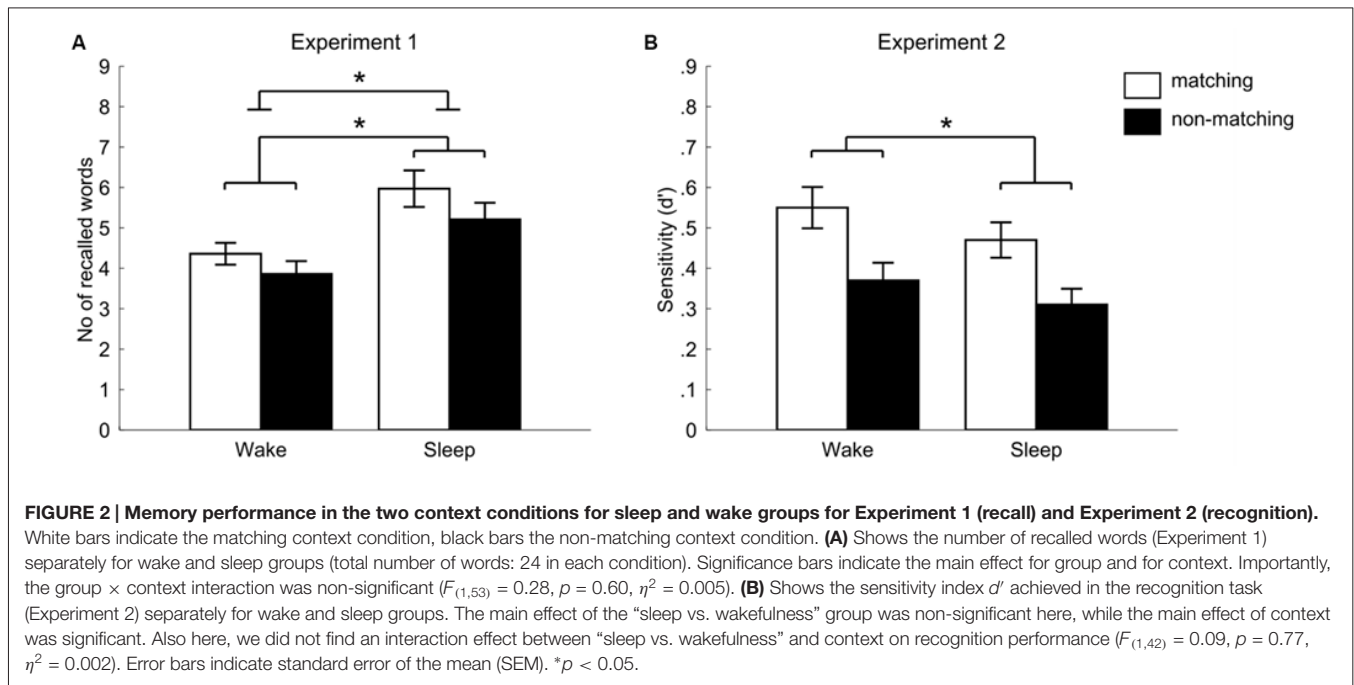 A
Experiment 1
9
8
7
6
5
4
3
2
1
0
No of recalled words
*
*
Wake
Sleep
B
Experiment 2
.9
.8
.7
.6
.5
.4
.3
.2
.1
0
Sensitivity (d')
*
Wake
Sleep
matching
non-matching
FIGURE 2 | Memory performance in the two context conditions for sleep and wake groups for Experiment 1 (recall) and Experiment 2 (recognition).
White bars indicate the matching context condition, black bars the non-matching context condition. (A) Shows the number of recalled words (Experiment 1)
separately for wake and sleep groups (total number of words: 24 in each condition). Significance bars indicate the main effect for group and for context. Importantly,
the group × context interaction was non-significant (F(1,53) = 0.28, p = 0.60, η² = 0.005). (B) Shows the sensitivity index d′ achieved in the recognition task
(Experiment 2) separately for wake and sleep groups. The main effect of the “sleep vs. wakefulness” group was non-significant here, while the main effect of context
was significant. Also here, we did not find an interaction effect between “sleep vs. wakefulness” and context on recognition performance (F(1,42) = 0.09, p = 0.77,
η² = 0.002). Error bars indicate standard error of the mean (SEM). *p < 0.05.